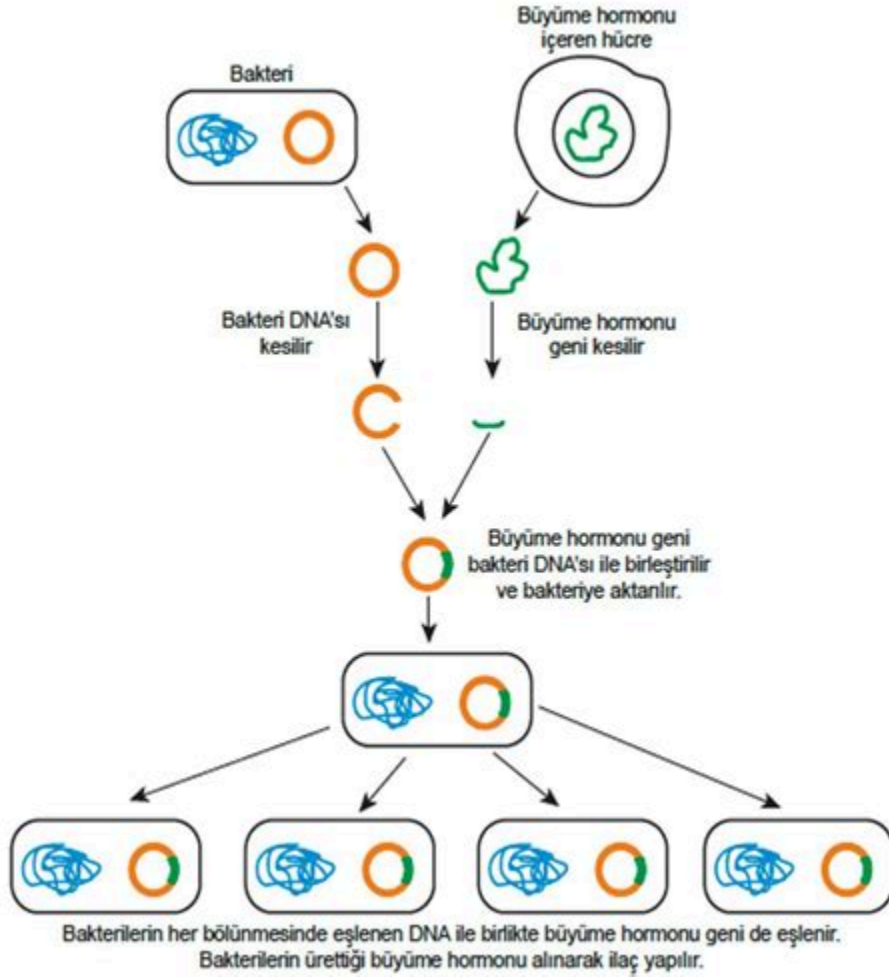 Büyüme hormonu
içeren hücre
Bakteri
Bakteri DNA'sı
kesilir
Büyüme hormonu
geni kesilir
Büyüme hormonu geni
bakteri DNA'sı ile birleştirilir
ve bakteriye aktarılır.
Bakterilerin her bölünmesinde eşlenen DNA ile birlikte büyüme hormonu geni de eşlenir.
Bakterilerin ürettiği büyüme hormonu alınarak ilaç yapılır.